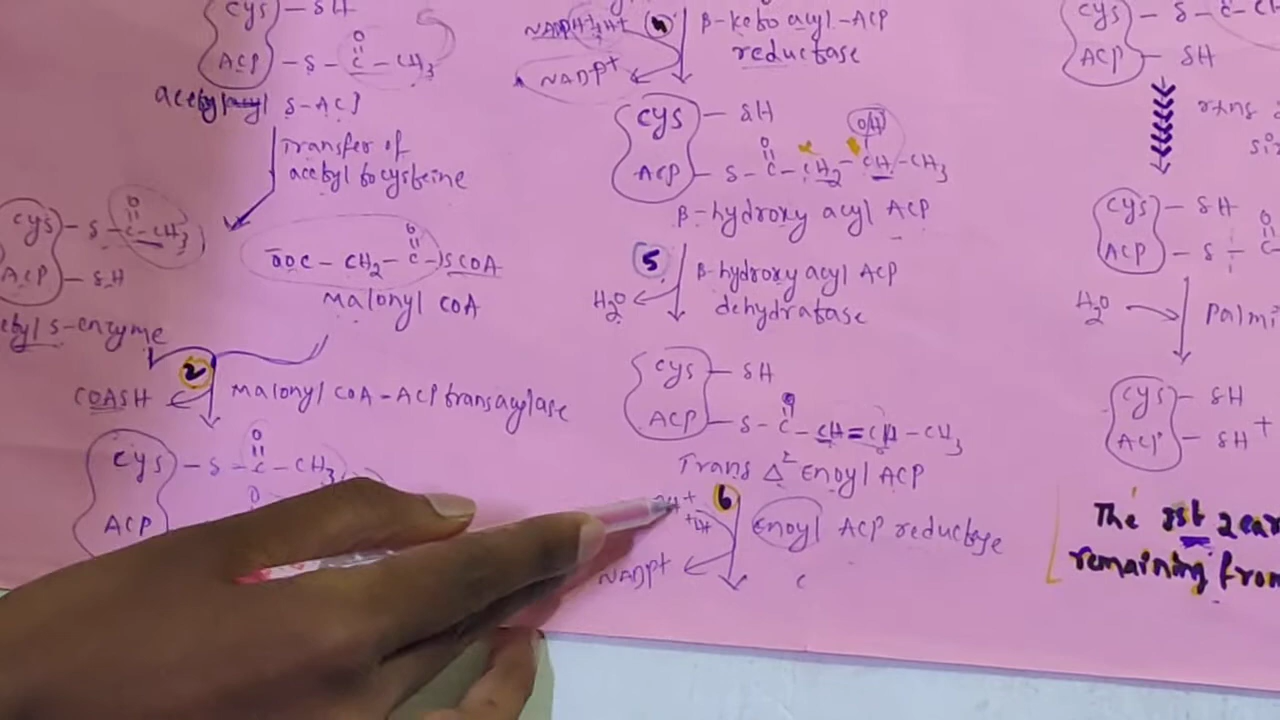 Cys - SH
ACP - S - C - CH3
O
S-ACP
Transfer of
acetyl to cysteine
O
Cys - S - C - CH3
ACP - SH
etyl S-enzyme
O
ōoc - CH2 - C - SCOA
Malonyl COA
2
COASH
Malonyl COA - ACP transacylase
O
Cys - S - C - CH3
O
ACP
NADPH + H+
4
β-keto acyl-ACP
reductase
NADP+
Cys - SH
O OH
ACP - S - C - CH2 - CH - CH3
β-hydroxy acyl ACP
5
β-hydroxy acyl ACP
dehydratase
H2O
Cys - SH
O
ACP - S - C - CH = CH - CH3
Trans Δ2 Enoyl ACP
6
Enoyl ACP reductase
NADP+
Cys - S - C -
ACP - SH
rxns
Cys - SH
O
ACP - S - C -
H2O
Palmi
Cys - SH
ACP - SH +
The
2 car
remaining from